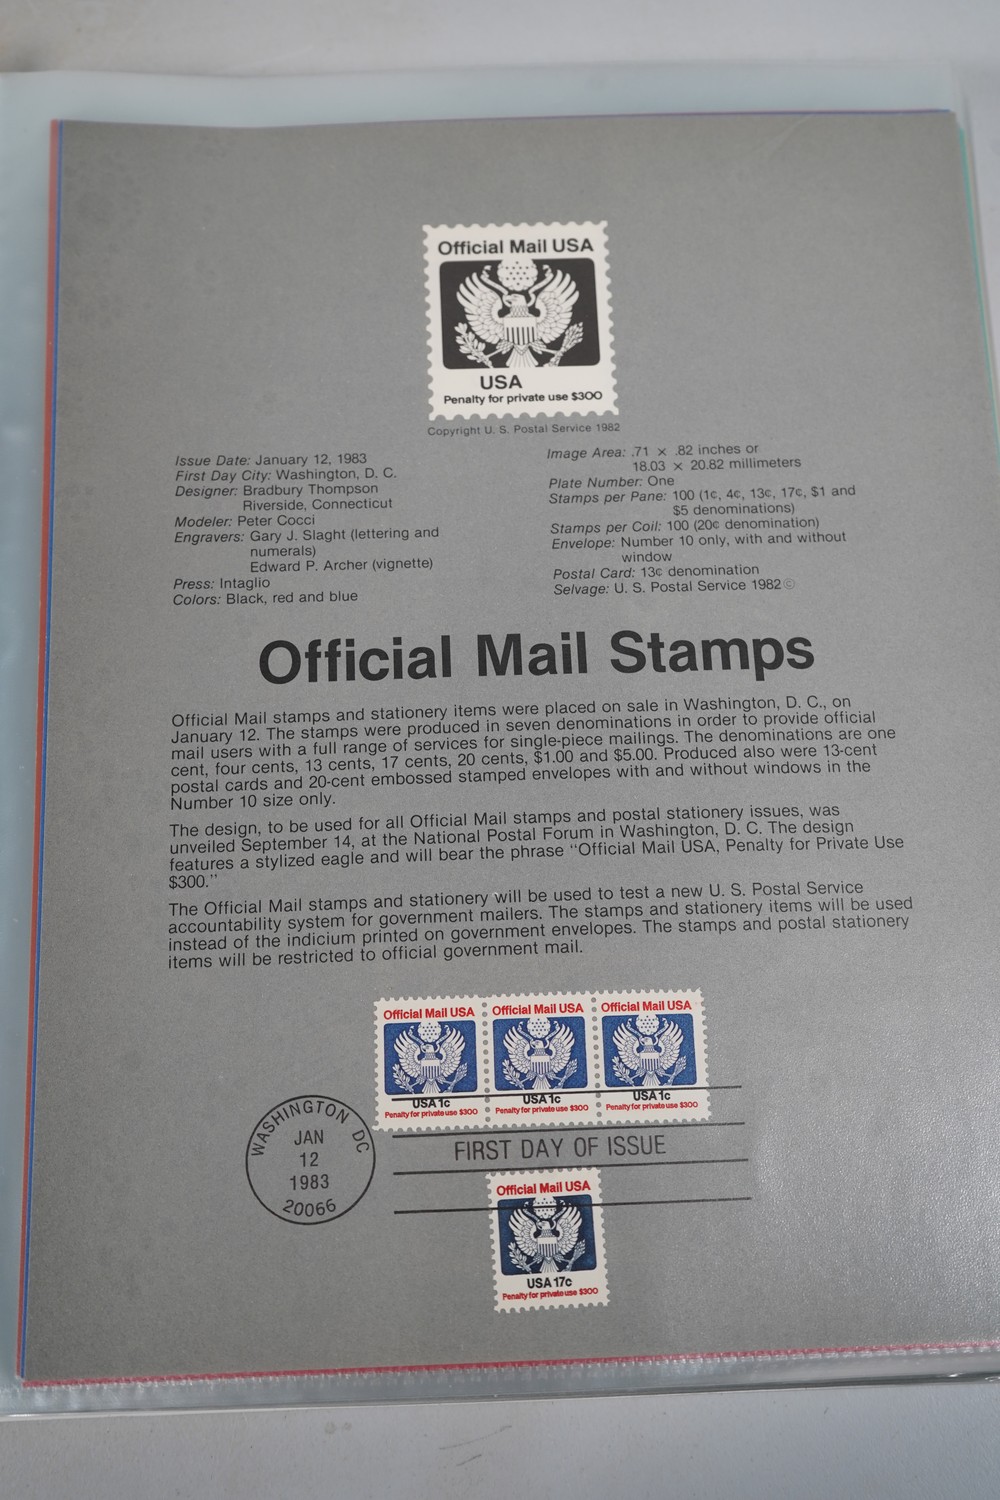 Official Mail USA
USA
Penalty for private use $300
Copyright U. S. Postal Service 1982
Issue Date: January 12, 1983
First Day City: Washington, D. C.
Designer: Bradbury Thompson
Riverside, Connecticut
Modeler: Peter Cocci
Engravers: Gary J. Slaght (lettering and
numerals)
Edward P. Archer (vignette)
Press: Intaglio
Colors: Black, red and blue
Image Area: .71 × .82 inches or
18.03 × 20.82 millimeters
Plate Number: One
Stamps per Pane: 100 (1¢, 4¢, 13¢, 17¢, $1 and
$5 denominations)
Stamps per Coil: 100 (20¢ denomination)
Envelope: Number 10 only, with and without
window
Postal Card: 13¢ denomination
Selvage: U. S. Postal Service 1982©
Official Mail Stamps
Official Mail stamps and stationery items were placed on sale in Washington, D. C., on
January 12. The stamps were produced in seven denominations in order to provide official
mail users with a full range of services for single-piece mailings. The denominations are one
cent, four cents, 13 cents, 17 cents, 20 cents, $1.00 and $5.00. Produced also were 13-cent
postal cards and 20-cent embossed stamped envelopes with and without windows in the
Number 10 size only.
The design, to be used for all Official Mail stamps and postal stationery issues, was
unveiled September 14, at the National Postal Forum in Washington, D. C. The design
features a stylized eagle and will bear the phrase “Official Mail USA, Penalty for Private Use
$300.”
The Official Mail stamps and stationery will be used to test a new U. S. Postal Service
accountability system for government mailers. The stamps and stationery items will be used
instead of the indicium printed on government envelopes. The stamps and postal stationery
items will be restricted to official government mail.
Official Mail USA Official Mail USA Official Mail USA
USA 1c USA 1c USA 1c
Penalty for private use $300 Penalty for private use $300 Penalty for private use $300
WASHINGTON DC
JAN
12
1983
20066
FIRST DAY OF ISSUE
Official Mail USA
USA 17c
Penalty for private use $300